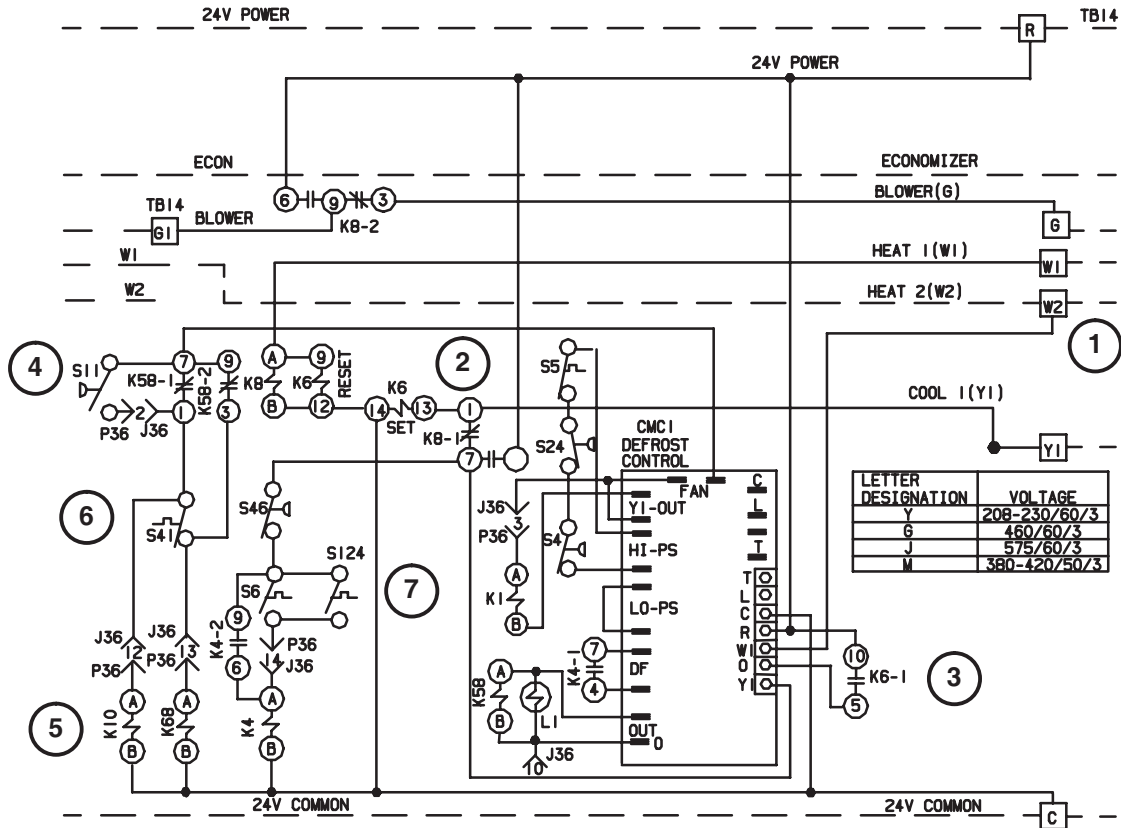 24V POWER
TB14
R
24V POWER
ECON
ECONOMIZER
6
9
3
BLOWER(G)
TB14
BLOWER
K8-2
G1
G
W1
HEAT 1(W1)
W1
W2
HEAT 2(W2)
W2
1
4
S11
7
K58-1
K58-2
9
A
K8
B
9
K6
12
RESET
2
S5
K6
COOL 1(Y1)
2
1
3
14
13
1
P36
J36
SET
K8-1
S24
CMC1
DEFROST
CONTROL
Y1
7
FAN
C
L
T
LETTER
DESIGNATION VOLTAGE
Y 208-230/60/3
G 460/60/3
J 575/60/3
M 380-420/50/3
6
S41
S46
J36
3
P36
Y1-OUT
S4
HI-PS
S6
S124
7
A
K1
B
LO-PS
T
L
C
R
W1
O
Y1
9
K4-2
6
J36
12
P36
J36
13
P36
P36
14
J36
7
K4-1
4
DF
10
K6-1
5
3
5
A
K10
B
A
K68
B
A
K4
B
A
K58
B
L1
OUT
O
J36
10
24V COMMON
24V COMMON
C